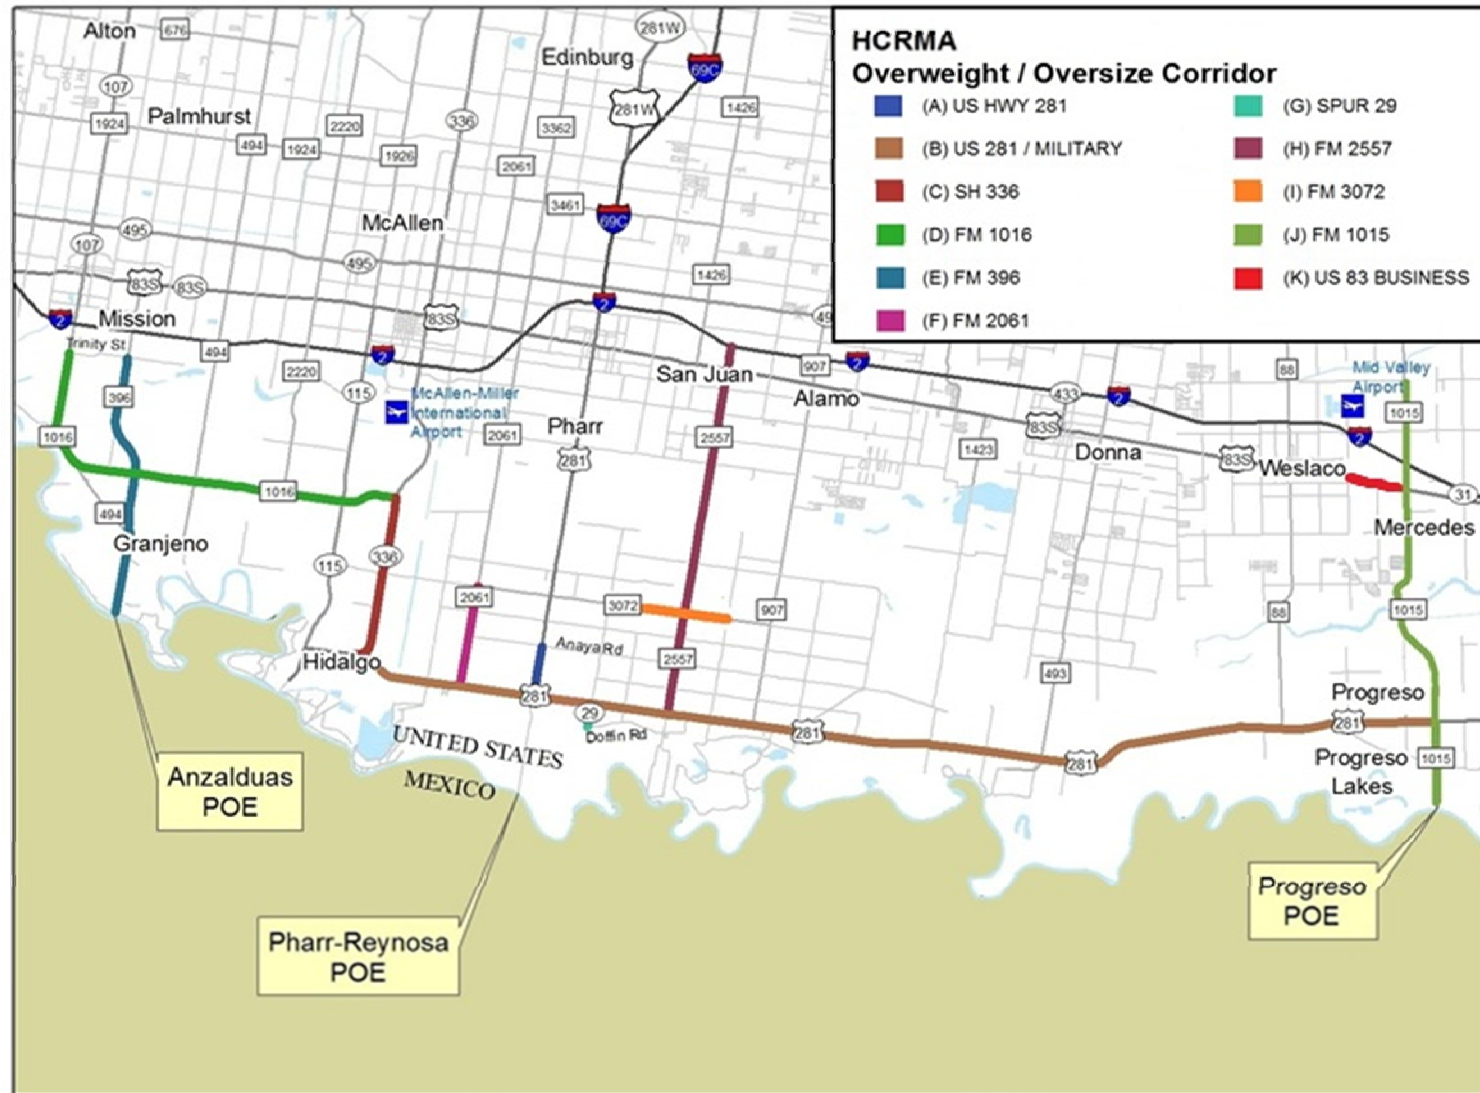 HCRMA
Overweight / Oversize Corridor
(A) US HWY 281
(B) US 281 / MILITARY
(C) SH 336
(D) FM 1016
(E) FM 396
(F) FM 2061
(G) SPUR 29
(H) FM 2557
(I) FM 3072
(J) FM 1015
(K) US 83 BUSINESS
Alton
676
281W
Edinburg
69C
107
281W
1426
1924
Palmhurst
2220
336
3362
494
1924
1926
2061
3461
McAllen
69C
107
495
495
1426
83S
83S
2
2
Mission
83S
49
Trinity St
494
2
2220
115
396
McAllen-Miller
International
Airport
San Juan
907
2
Alamo
433
2
88
Mid Valley
Airport
1015
1016
2061
Pharr
281
2557
1423
83S
Donna
83S
2
Weslaco
31
1016
494
Granjeno
Mercedes
115
336
2061
3072
907
88
1015
Hidalgo
Anaya Rd
2557
493
281
29
Doffin Rd
281
281
Progreso
281
Progreso
Lakes
1015
UNITED STATES
MEXICO
Anzalduas
POE
Pharr-Reynosa
POE
Progreso
POE